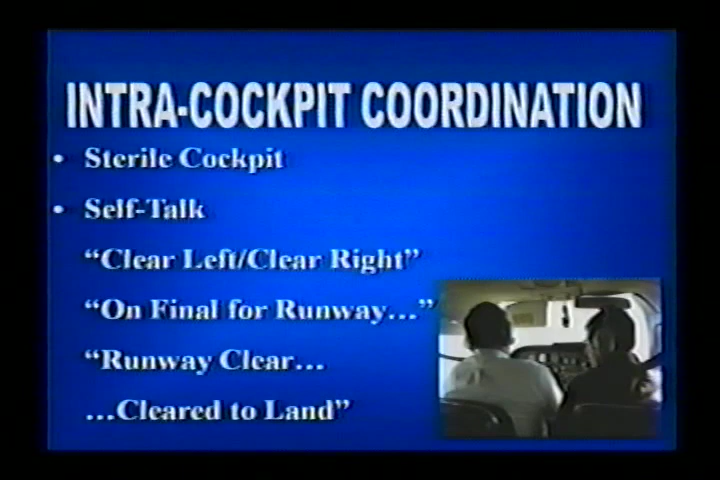 INTRA-COCKPIT COORDINATION
• Sterile Cockpit
• Self-Talk
“Clear Left/Clear Right”
“On Final for Runway…”
“Runway Clear…
…Cleared to Land”